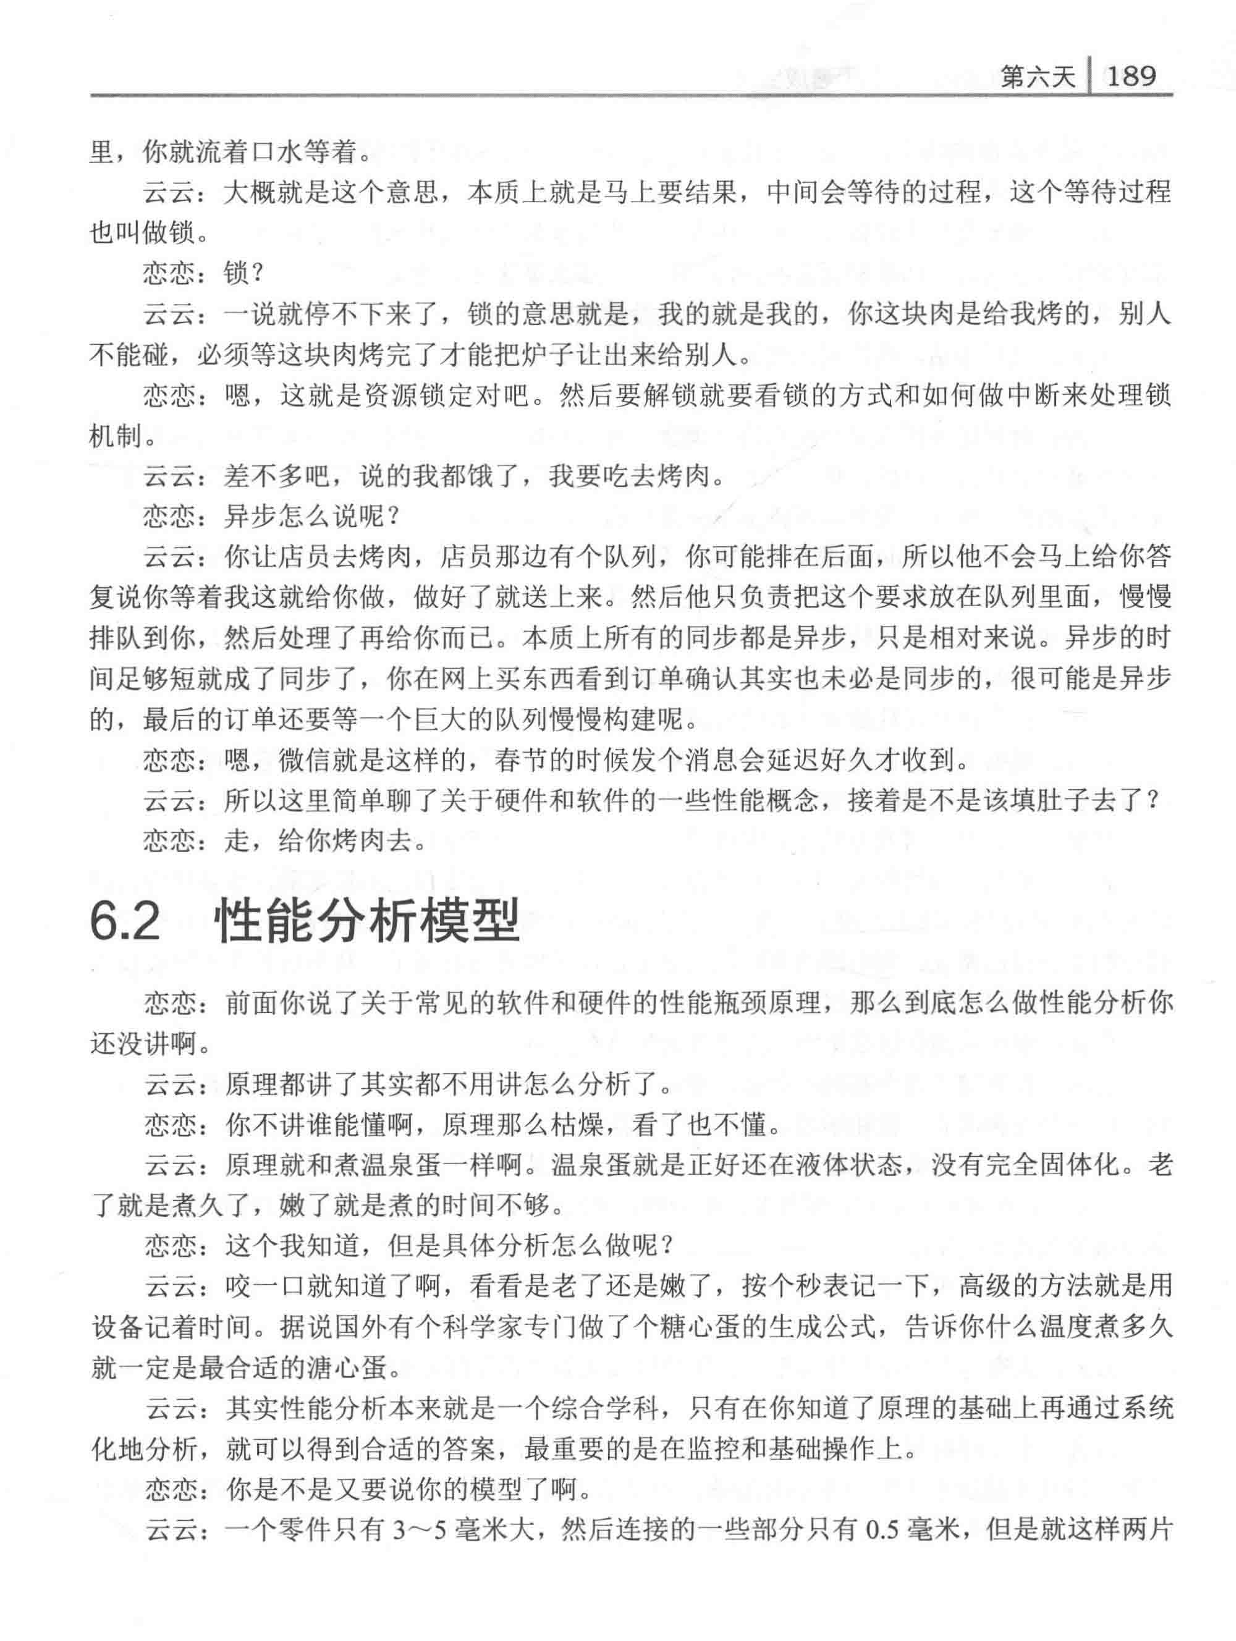 第六天 189
里，你就流着口水等着。
云云：大概就是这个意思，本质上就是马上要结果，中间会等待的过程，这个等待过程
也叫做锁。
恋恋：锁？
云云：一说就停不下来了，锁的意思就是，我的就是我的，你这块肉是给我烤的，别人
不能碰，必须等这块肉烤完了才能把炉子让出来给别人。
恋恋：嗯，这就是资源锁定对吧。然后要解锁就要看锁的方式和如何做中断来处理锁
机制。
云云：差不多吧，说的我都饿了，我要吃去烤肉。
恋恋：异步怎么说呢？
云云：你让店员去烤肉，店员那边有个队列，你可能排在后面，所以他不会马上给你答
复说你等着我这就给你做，做好了就送上来。然后他只负责把这个要求放在队列里面，慢慢
排队到你，然后处理了再给你而已。本质上所有的同步都是异步，只是相对来说。异步的时
间足够短就成了同步了，你在网上买东西看到订单确认其实也未必是同步的，很可能是异步
的，最后的订单还要等一个巨大的队列慢慢构建呢。
恋恋：嗯，微信就是这样的，春节的时候发个消息会延迟好久才收到。
云云：所以这里简单聊了关于硬件和软件的一些性能概念，接着是不是该填肚子去了？
恋恋：走，给你烤肉去。
6.2 性能分析模型
恋恋：前面你说了关于常见的软件和硬件的性能瓶颈原理，那么到底怎么做性能分析你
还没讲啊。
云云：原理都讲了其实都不用讲怎么分析了。
恋恋：你不讲谁能懂啊，原理那么枯燥，看了也不懂。
云云：原理就和煮温泉蛋一样啊。温泉蛋就是正好还在液体状态，没有完全固体化。老
了就是煮久了，嫩了就是煮的时间不够。
恋恋：这个我知道，但是具体分析怎么做呢？
云云：咬一口就知道了啊，看看是老了还是嫩了，按个秒表记一下，高级的方法就是用
设备记着时间。据说国外有个科学家专门做了个糖心蛋的生成公式，告诉你什么温度煮多久
就一定是最合适的溏心蛋。
云云：其实性能分析本来就是一个综合学科，只有在你知道了原理的基础上再通过系统
化地分析，就可以得到合适的答案，最重要的是在监控和基础操作上。
恋恋：你是不是又要说你的模型了啊。
云云：一个零件只有 3～5 毫米大，然后连接的一些部分只有 0.5 毫米，但是就这样两片